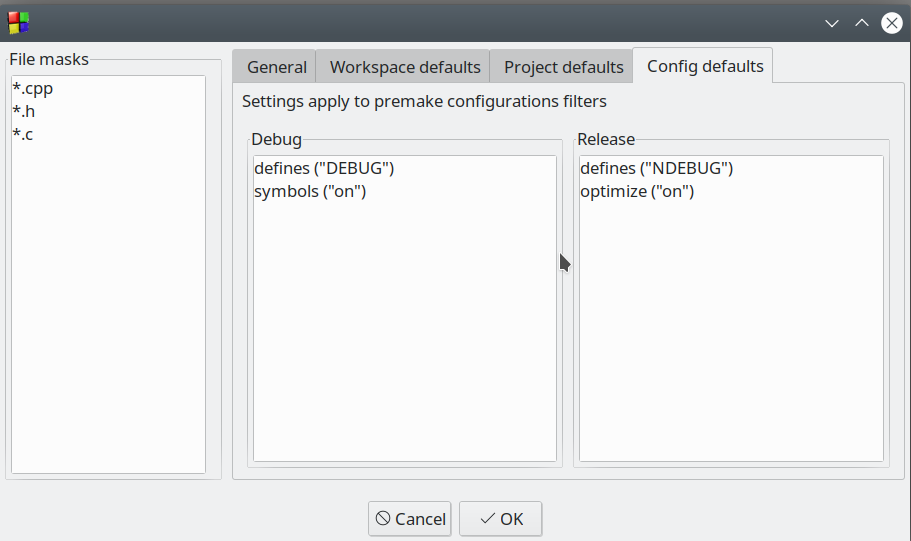 File masks
*.cpp
*.h
*.c
General
Workspace defaults
Project defaults
Config defaults
Settings apply to premake configurations filters
Debug
defines ("DEBUG")
symbols ("on")
Release
defines ("NDEBUG")
optimize ("on")
Cancel
OK